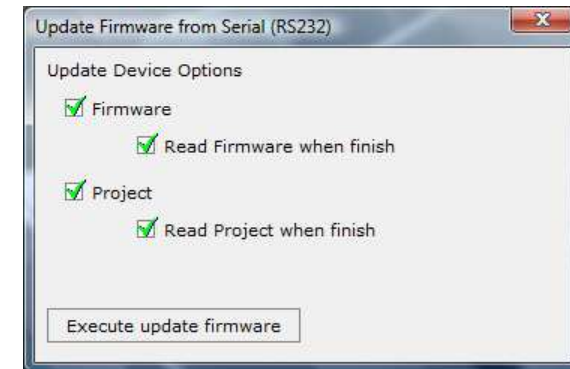 Update Firmware from Serial (RS232)
Update Device Options
Firmware
Read Firmware when finish
Project
Read Project when finish
Execute update firmware